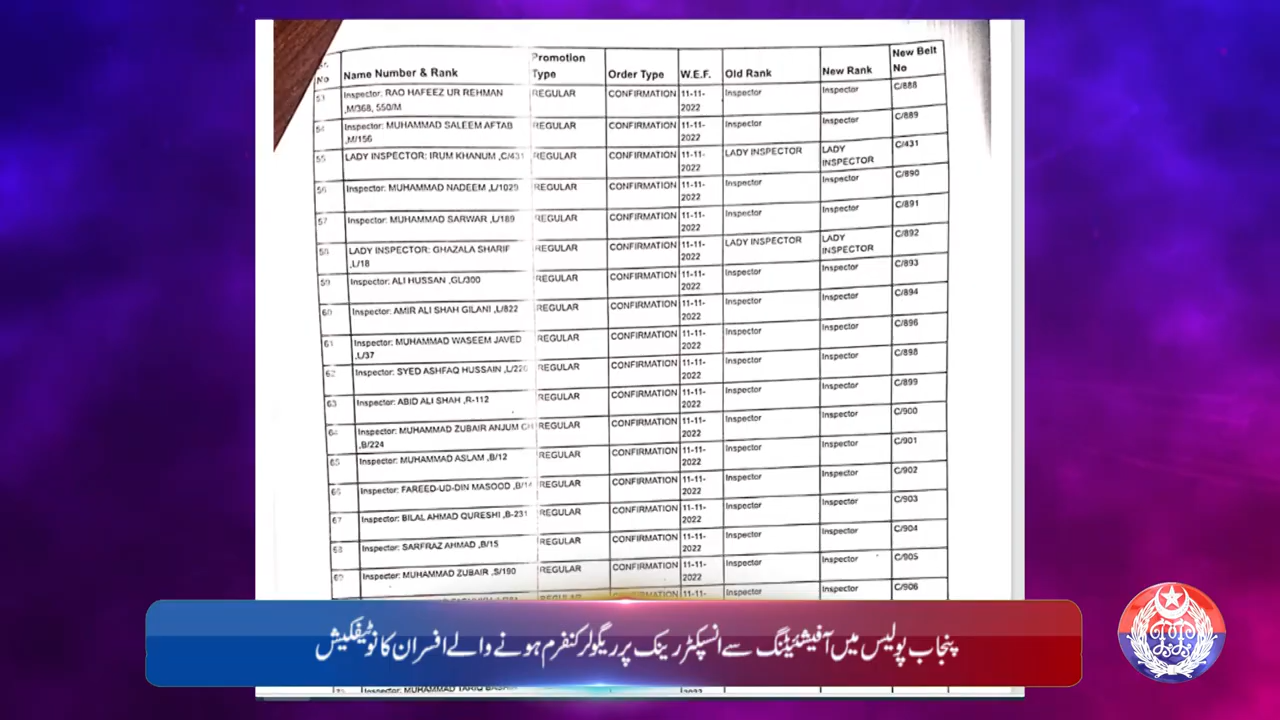 Sr. No Name Number & Rank Promotion Type Order Type W.E.F. Old Rank New Rank New Belt No
53 Inspector: RAO HAFEEZ UR REHMAN ,M/368, 550/M REGULAR CONFIRMATION 11-11-2022 Inspector Inspector C/888
54 Inspector: MUHAMMAD SALEEM AFTAB ,M/156 REGULAR CONFIRMATION 11-11-2022 Inspector Inspector C/889
55 LADY INSPECTOR: IRUM KHANUM ,C/431 REGULAR CONFIRMATION 11-11-2022 LADY INSPECTOR LADY INSPECTOR C/431
56 Inspector: MUHAMMAD NADEEM ,L/1029 REGULAR CONFIRMATION 11-11-2022 Inspector Inspector C/890
57 Inspector: MUHAMMAD SARWAR ,L/189 REGULAR CONFIRMATION 11-11-2022 Inspector Inspector C/891
58 LADY INSPECTOR: GHAZALA SHARIF ,L/18 REGULAR CONFIRMATION 11-11-2022 LADY INSPECTOR LADY INSPECTOR C/892
59 Inspector: ALI HUSSAN ,GL/300 REGULAR CONFIRMATION 11-11-2022 Inspector Inspector C/893
60 Inspector: AMIR ALI SHAH GILANI ,L/822 REGULAR CONFIRMATION 11-11-2022 Inspector Inspector C/894
61 Inspector: MUHAMMAD WASEEM JAVED ,L/37 REGULAR CONFIRMATION 11-11-2022 Inspector Inspector C/896
62 Inspector: SYED ASHFAQ HUSSAIN ,L/220 REGULAR CONFIRMATION 11-11-2022 Inspector Inspector C/898
63 Inspector: ABID ALI SHAH ,R-112 REGULAR CONFIRMATION 11-11-2022 Inspector Inspector C/899
64 Inspector: MUHAMMAD ZUBAIR ANJUM CH ,B/224 REGULAR CONFIRMATION 11-11-2022 Inspector Inspector C/900
65 Inspector: MUHAMMAD ASLAM ,B/12 REGULAR CONFIRMATION 11-11-2022 Inspector Inspector C/901
66 Inspector: FAREED-UD-DIN MASOOD REGULAR CONFIRMATION 11-11-2022 Inspector Inspector C/902
67 Inspector: BILAL AHMAD QURESHI ,B-231 REGULAR CONFIRMATION 11-11-2022 Inspector Inspector C/903
68 Inspector: SARFRAZ AHMAD ,B/15 REGULAR CONFIRMATION 11-11-2022 Inspector Inspector C/904
69 Inspector: MUHAMMAD ZUBAIR ,S/190 REGULAR CONFIRMATION 11-11-2022 Inspector Inspector C/905
REGULAR CONFIRMATION 11-11- Inspector Inspector C/906
پنجاب پولیس میں آفیشیٹنگ سے انسپکٹر رینک پر ریگولر کنفرم ہونے والے افسران کا نوٹیفکیشن
Inspector: MUHAMMAD TARIQ 2022